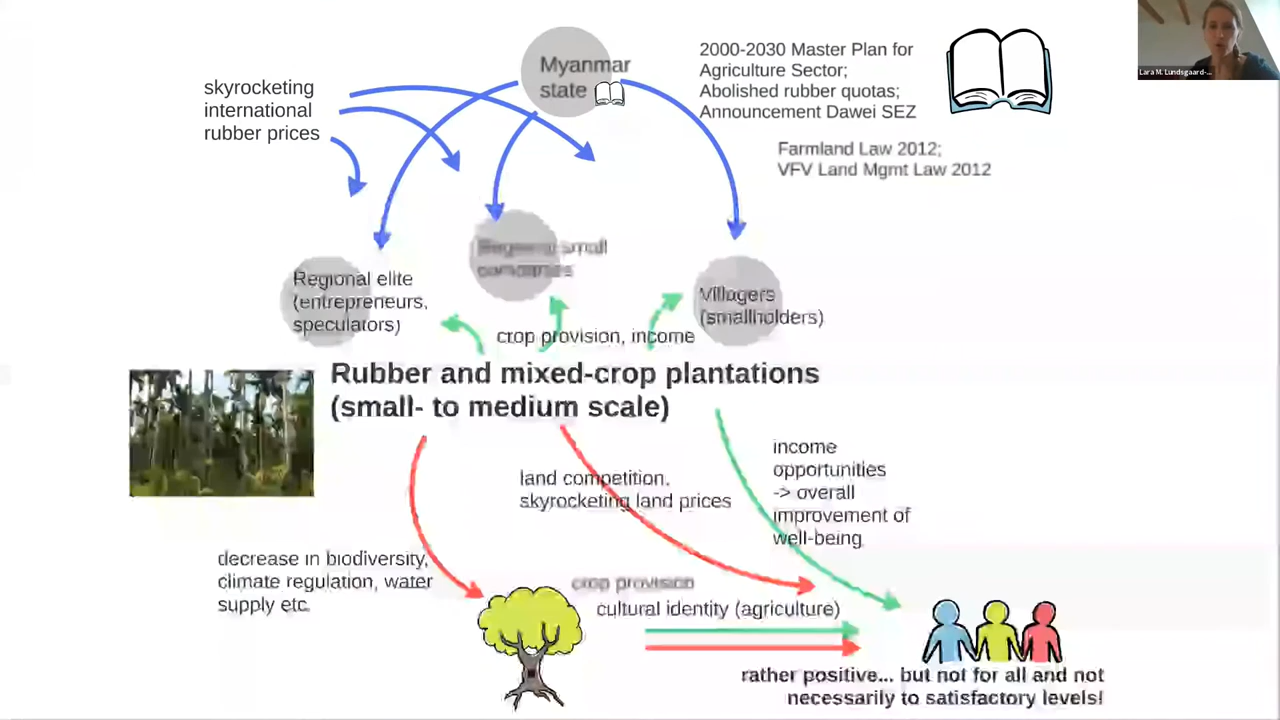 Myanmar
state
skyrocketing
international
rubber prices
2000-2030 Master Plan for
Agriculture Sector;
Abolished rubber quotas;
Announcement Dawei SEZ
Farmland Law 2012;
VFV Land Mgmt Law 2012
Lara M. Lundsgaard-...
Regional small
companies
Regional elite
(entrepreneurs,
speculators)
Villagers
(smallholders)
crop provision, income
Rubber and mixed-crop plantations
(small- to medium scale)
land competition,
skyrocketing land prices
income
opportunities
-> overall
improvement of
well-being
decrease in biodiversity,
climate regulation, water
supply etc.
crop provision
cultural identity (agriculture)
rather positive... but not for all and not
necessarily to satisfactory levels!